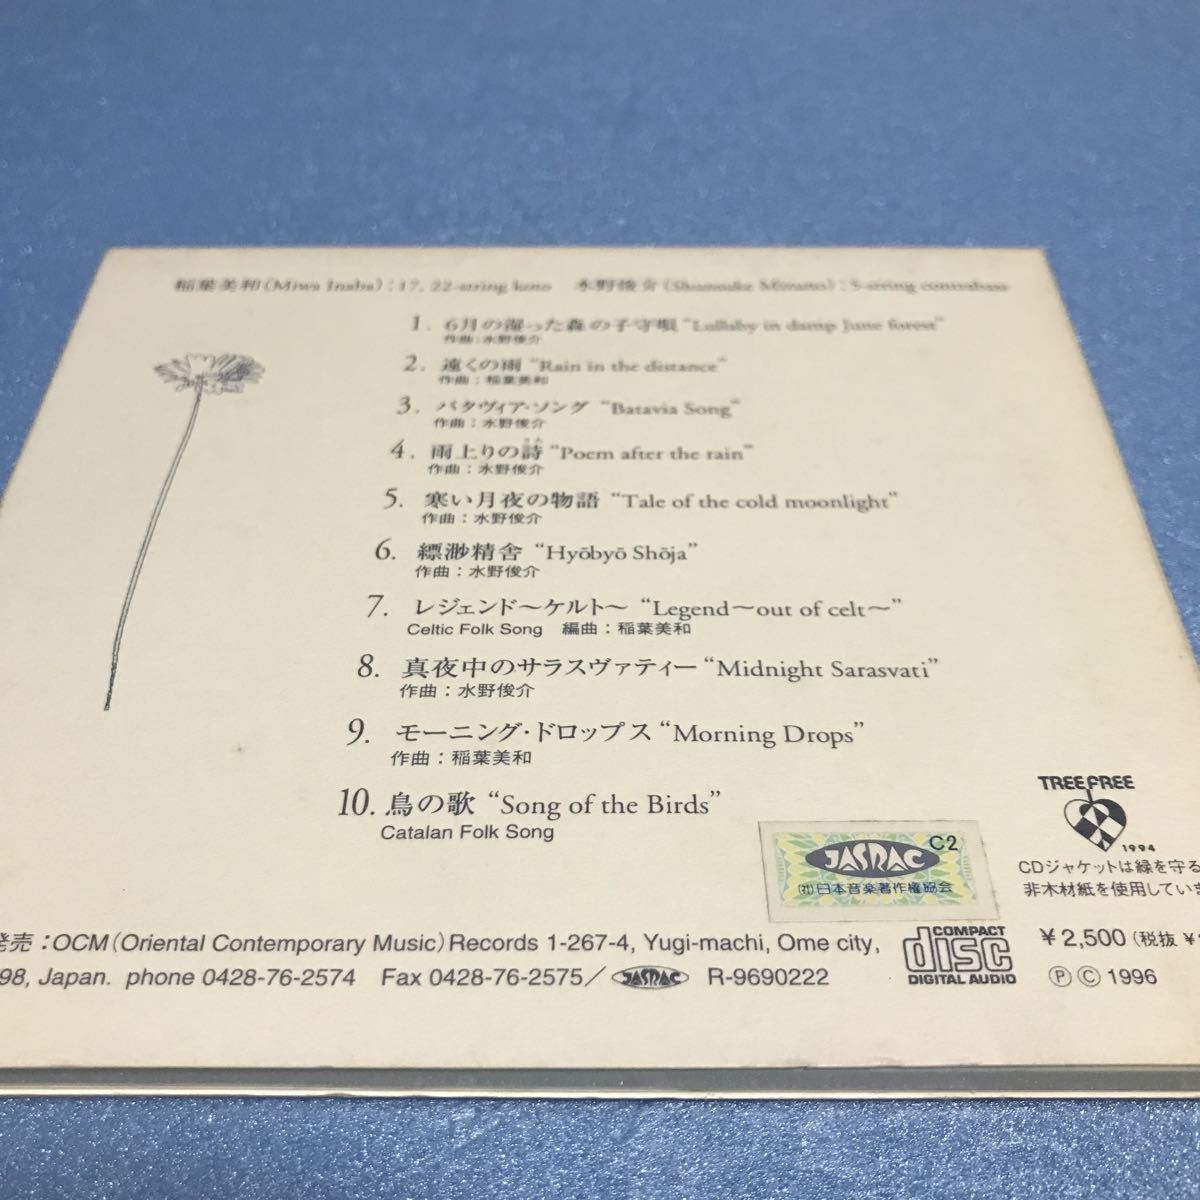 稲葉美和(Miwa Inaba):17, 22-string koto 水野俊介(Shunsuke Mizuno):5-string contrabass
1. 6月の湿った森の子守唄 “Lullaby in damp June forest”
作曲:水野俊介
2. 遠くの雨 “Rain in the distance”
作曲:稲葉美和
3. バタヴィア・ソング “Batavia Song”
作曲:水野俊介
4. 雨上りの詩 “Poem after the rain”
作曲:水野俊介
5. 寒い月夜の物語 “Tale of the cold moonlight”
作曲:水野俊介
6. 縹渺精舎 “Hyōbyō Shōja”
作曲:水野俊介
7. レジェンド〜ケルト〜 “Legend〜out of celt〜”
Celtic Folk Song 編曲:稲葉美和
8. 真夜中のサラスヴァティー “Midnight Sarasvati”
作曲:水野俊介
9. モーニング・ドロップス “Morning Drops”
作曲:稲葉美和
10. 鳥の歌 “Song of the Birds”
Catalan Folk Song
TREE FREE
1994
CDジャケットは緑を守る
非木材紙を使用していま
JASRAC C2
(社)日本音楽著作権協会
発売:OCM(Oriental Contemporary Music)Records 1-267-4, Yugi-machi, Ome city,
98, Japan. phone 0428-76-2574 Fax 0428-76-2575/JASRAC R-9690222
COMPACT
disc
DIGITAL AUDIO
¥2,500(税抜¥
Ⓟ Ⓒ 1996